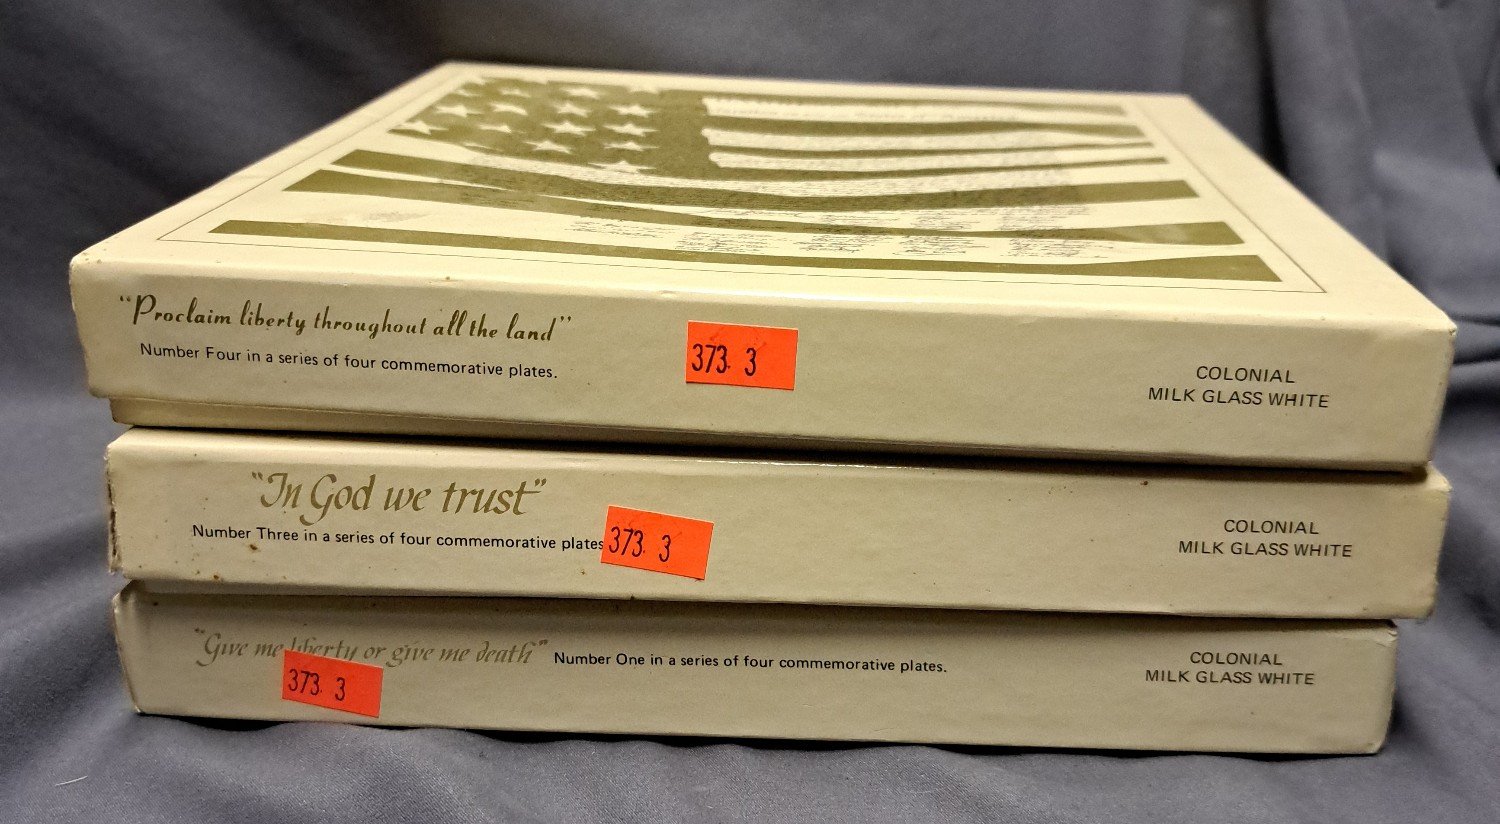 "Proclaim liberty throughout all the land"
Number Four in a series of four commemorative plates.
373 3
COLONIAL
MILK GLASS WHITE
"In God we trust"
Number Three in a series of four commemorative plates
373 3
COLONIAL
MILK GLASS WHITE
"Give me liberty or give me death"
Number One in a series of four commemorative plates.
373 3
COLONIAL
MILK GLASS WHITE